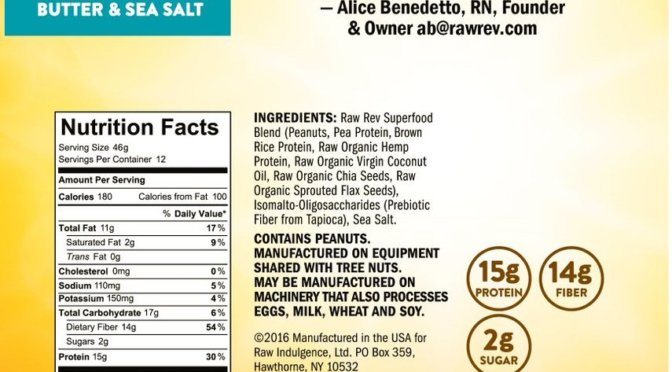 BUTTER & SEA SALT
— Alice Benedetto, RN, Founder
& Owner ab@rawrev.com
Nutrition Facts
Serving Size 46g
Servings Per Container 12
Amount Per Serving
Calories 180 Calories from Fat 100
% Daily Value*
Total Fat 11g 17%
Saturated Fat 2g 9%
Trans Fat 0g
Cholesterol 0mg 0%
Sodium 110mg 5%
Potassium 150mg 4%
Total Carbohydrate 17g 6%
Dietary Fiber 14g 54%
Sugars 2g
Protein 15g 30%
INGREDIENTS: Raw Rev Superfood
Blend (Peanuts, Pea Protein, Brown
Rice Protein, Raw Organic Hemp
Protein, Raw Organic Virgin Coconut
Oil, Raw Organic Chia Seeds, Raw
Organic Sprouted Flax Seeds),
Isomalto-Oligosaccharides (Prebiotic
Fiber from Tapioca), Sea Salt.
CONTAINS PEANUTS.
MANUFACTURED ON EQUIPMENT
SHARED WITH TREE NUTS.
MAY BE MANUFACTURED ON
MACHINERY THAT ALSO PROCESSES
EGGS, MILK, WHEAT AND SOY.
©2016 Manufactured in the USA for
Raw Indulgence, Ltd. PO Box 359,
Hawthorne, NY 10532
15g
PROTEIN
14g
FIBER
2g
SUGAR